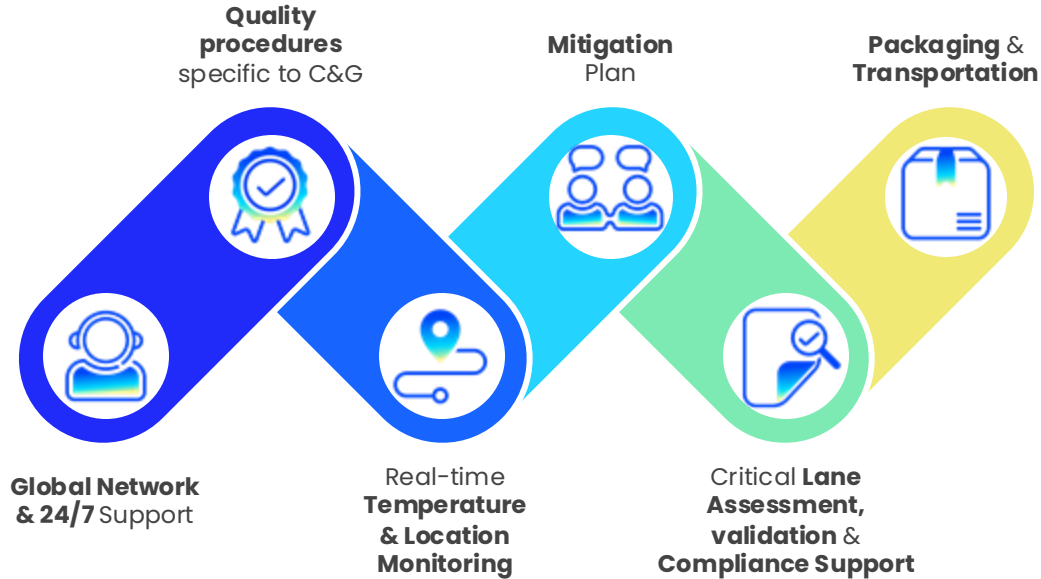 Quality
procedures
specific to C&G
Mitigation
Plan
Packaging &
Transportation
Global Network
& 24/7 Support
Real-time
Temperature
& Location
Monitoring
Critical Lane
Assessment,
validation &
Compliance Support